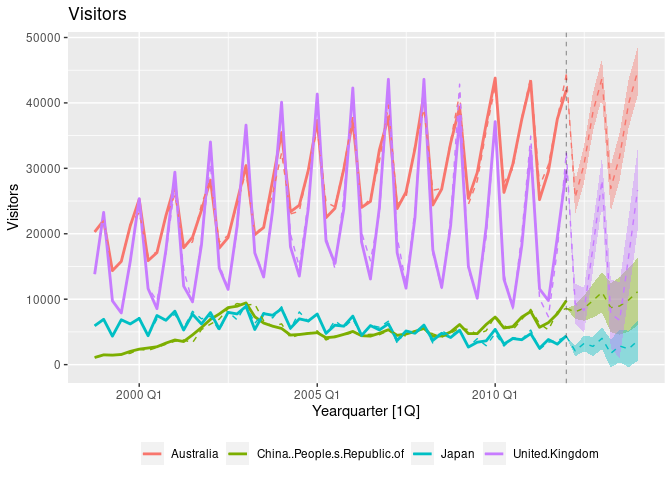 Visitors
50000
40000
30000
20000
10000
0
Visitors
2000 Q1
2005 Q1
2010 Q1
Yearquarter [1Q]
Australia
China..People.s.Republic.of
Japan
United.Kingdom